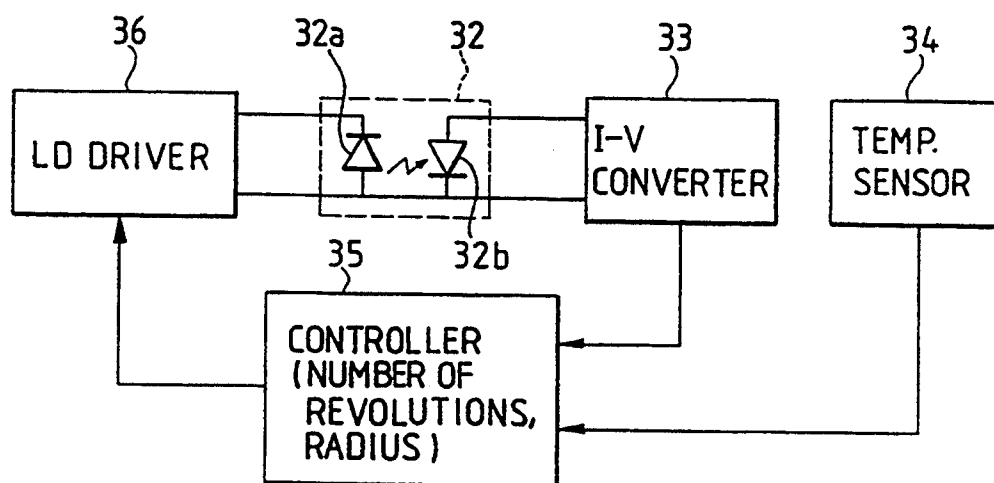 36
32a
32
33
34
LD DRIVER
I-V
CONVERTER
TEMP.
SENSOR
32b
35
CONTROLLER
(NUMBER OF
REVOLUTIONS,
RADIUS)